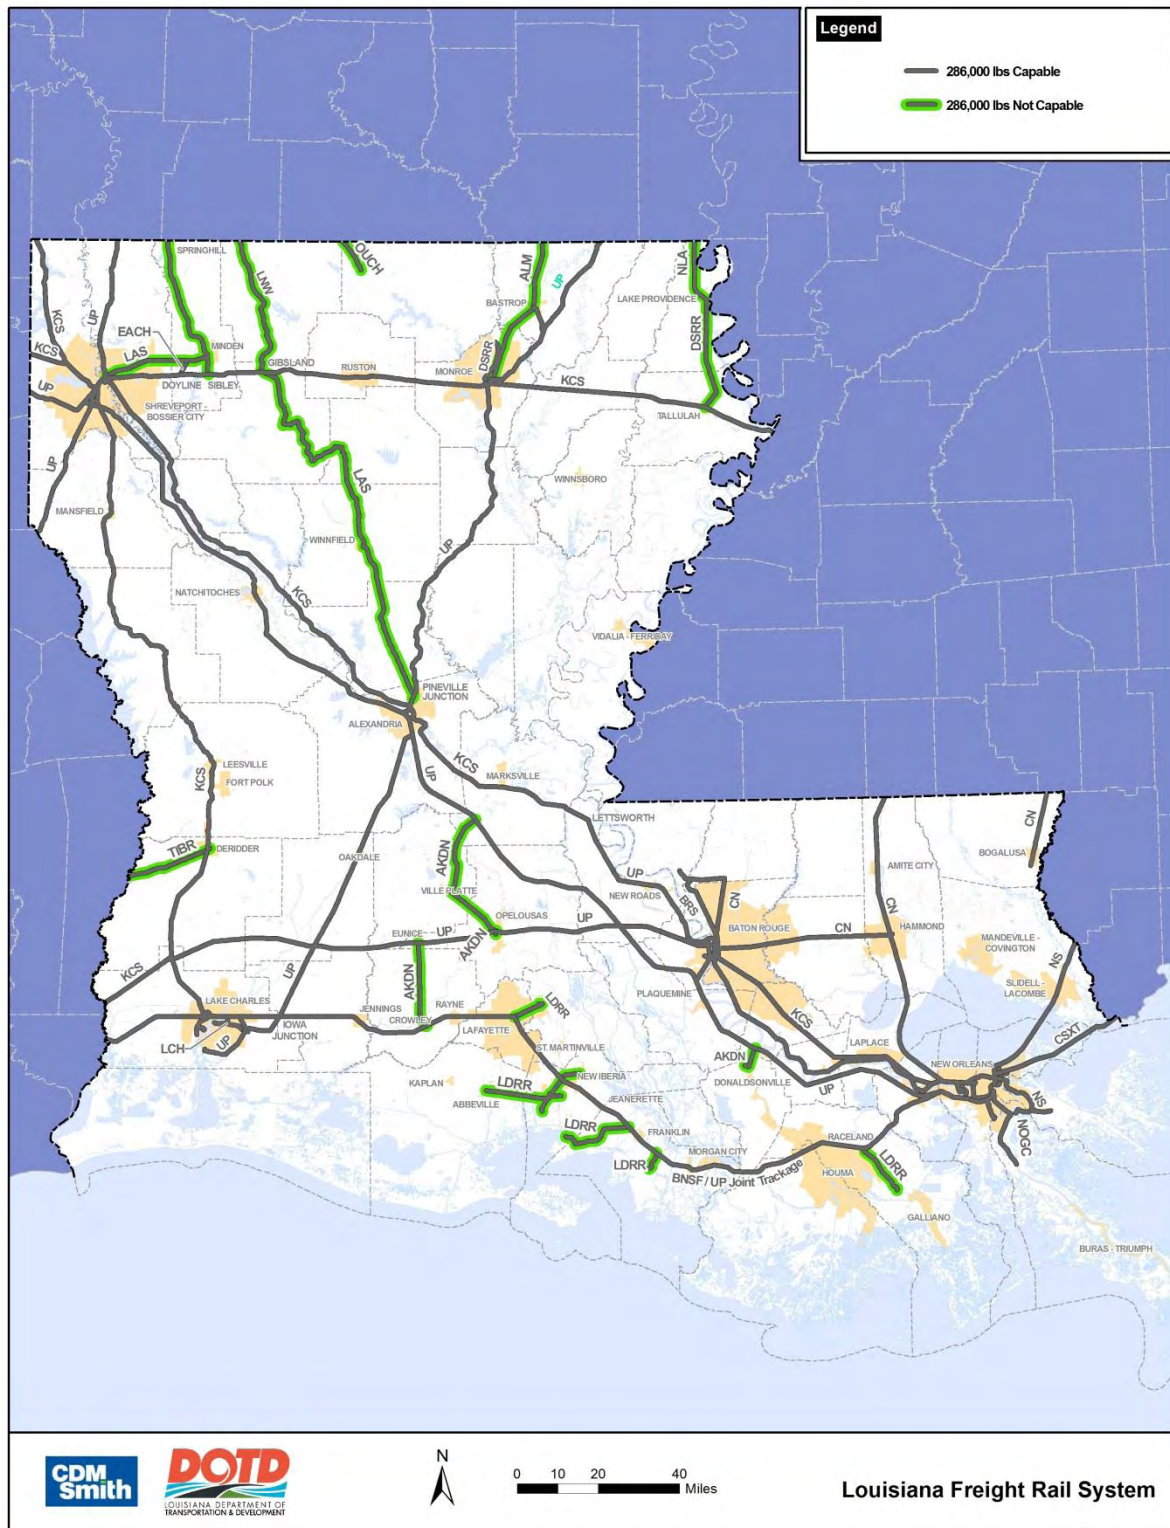 Legend
286,000 lbs Capable
286,000 lbs Not Capable
SPRINGHILL
LNW
OUCH
ALM
UP
NLA
KCS
UP
BASTROP
LAKE PROVIDENCE
EACH
KCS
LAS
MINDEN
GIBSLAND
RUSTON
MONROE
DSRR
DSRR
UP
DOYLINE
SIBLEY
KCS
SHREVEPORT -
BOSSIER CITY
TALLULAH
UP
LAS
WINNSBORO
MANSFIELD
WINNFIELD
UP
NATCHITOCHES
KCS
VIDALIA - FERRIDAY
PINEVILLE
JUNCTION
ALEXANDRIA
KCS
LEESVILLE
FORT POLK
KCS
UP
MARKSVILLE
LETTSWORTH
CN
TIBR
DERIDDER
OAKDALE
AKDN
VILLE PLATTE
UP
NEW ROADS
BRS
CN
AMITE CITY
BOGALUSA
OPELOUSAS
EUNICE
UP
AKDN
UP
BATON ROUGE
CN
CN
HAMMOND
MANDEVILLE -
COVINGTON
KCS
UP
AKDN
PLAQUEMINE
NS
SLIDELL -
LACOMBE
LAKE CHARLES
LCH
UP
IOWA
JUNCTION
JENNINGS
CROWLEY
RAYNE
LAFAYETTE
LDRR
KCS
LAPLACE
CSXT
ST. MARTINVILLE
AKDN
NEW ORLEANS
KAPLAN
LDRR
NEW IBERIA
DONALDSONVILLE
UP
ABBEVILLE
JEANERETTE
NS
NOGC
LDRR
FRANKLIN
RACELAND
LDRR
MORGAN CITY
BNSF / UP Joint Trackage
HOUMA
LDRR
GALLIANO
BURAS - TRIUMPH
CDM
Smith
DOTD
LOUISIANA DEPARTMENT OF
TRANSPORTATION & DEVELOPMENT
N
0 10 20 40
Miles
Louisiana Freight Rail System